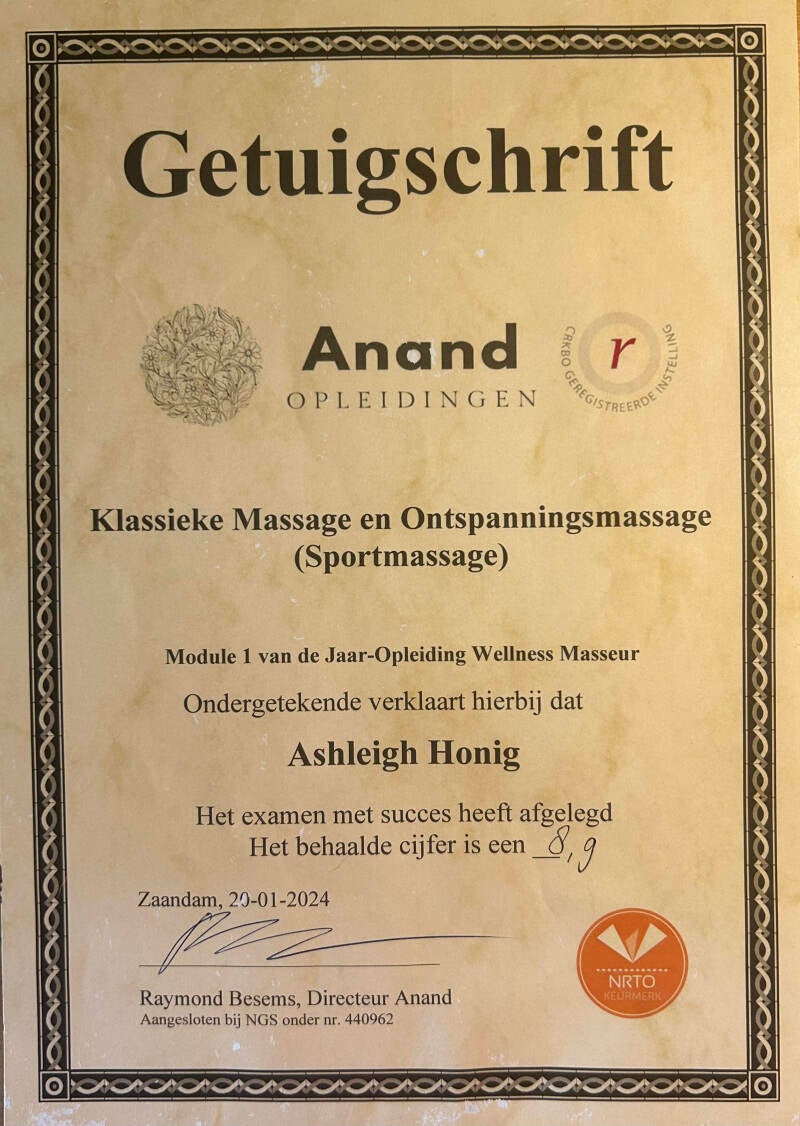 Getuigschrift
Anand
OPLEIDINGEN
r
CRKBO GEREGISTREERDE INSTELLING
Klassieke Massage en Ontspanningsmassage
(Sportmassage)
Module 1 van de Jaar-Opleiding Wellness Masseur
Ondergetekende verklaart hierbij dat
Ashleigh Honig
Het examen met succes heeft afgelegd
Het behaalde cijfer is een 8,9
Zaandam, 20-01-2024
Raymond Besems, Directeur Anand
Aangesloten bij NGS onder nr. 440962
NRTO
KEURMERK